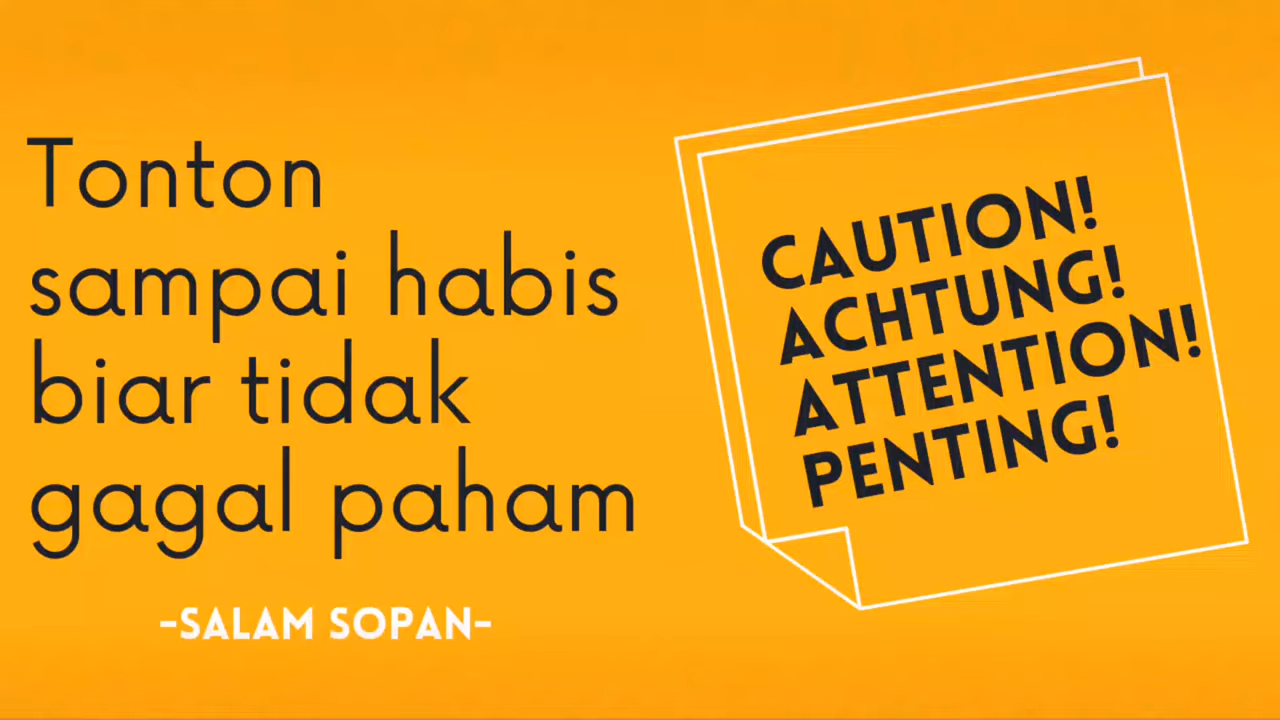 Tonton
sampai habis
biar tidak
gagal paham
-SALAM SOPAN-
CAUTION!
ACHTUNG!
ATTENTION!
PENTING!